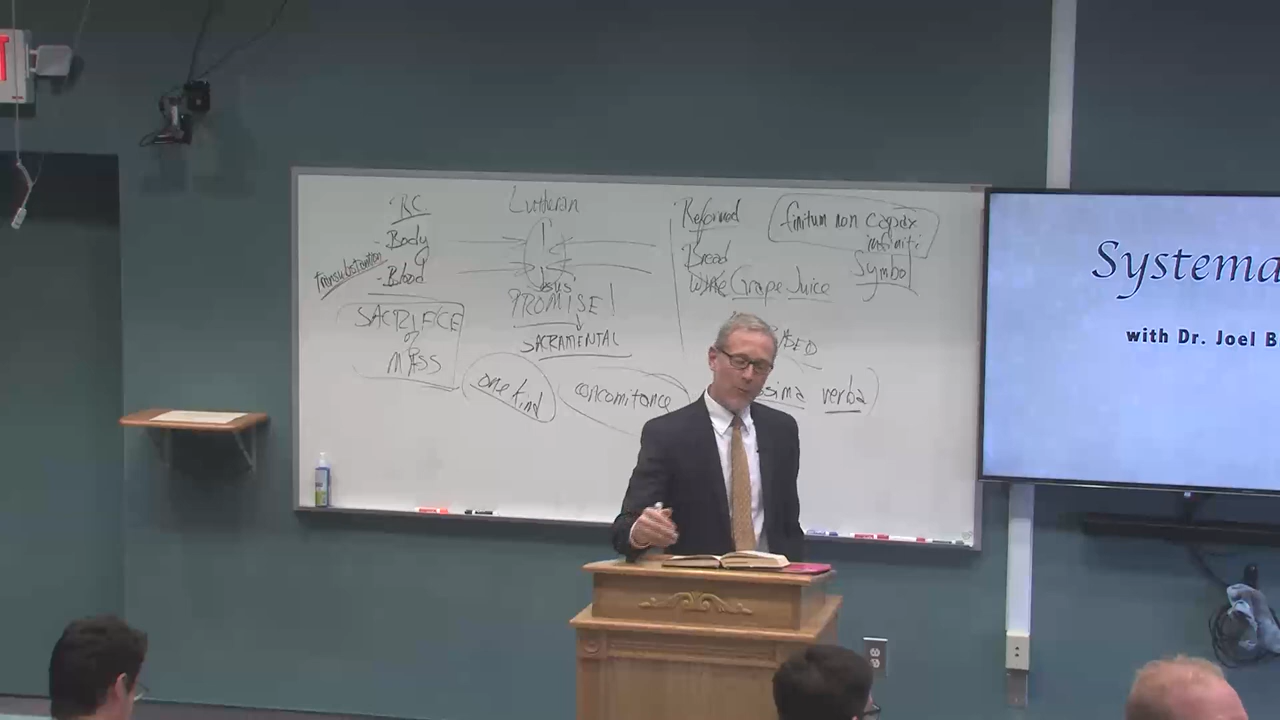 RC
Body
Blood
Transubstantiation
SACRIFICE
of
MASS
Lutheran
Jesus'
PROMISE!
SACRAMENTAL
one kind
concomitance
Reformed
finitum non capax
infiniti
Bread
Symbol
Wine Grape Juice
verba
Systema
with Dr. Joel B